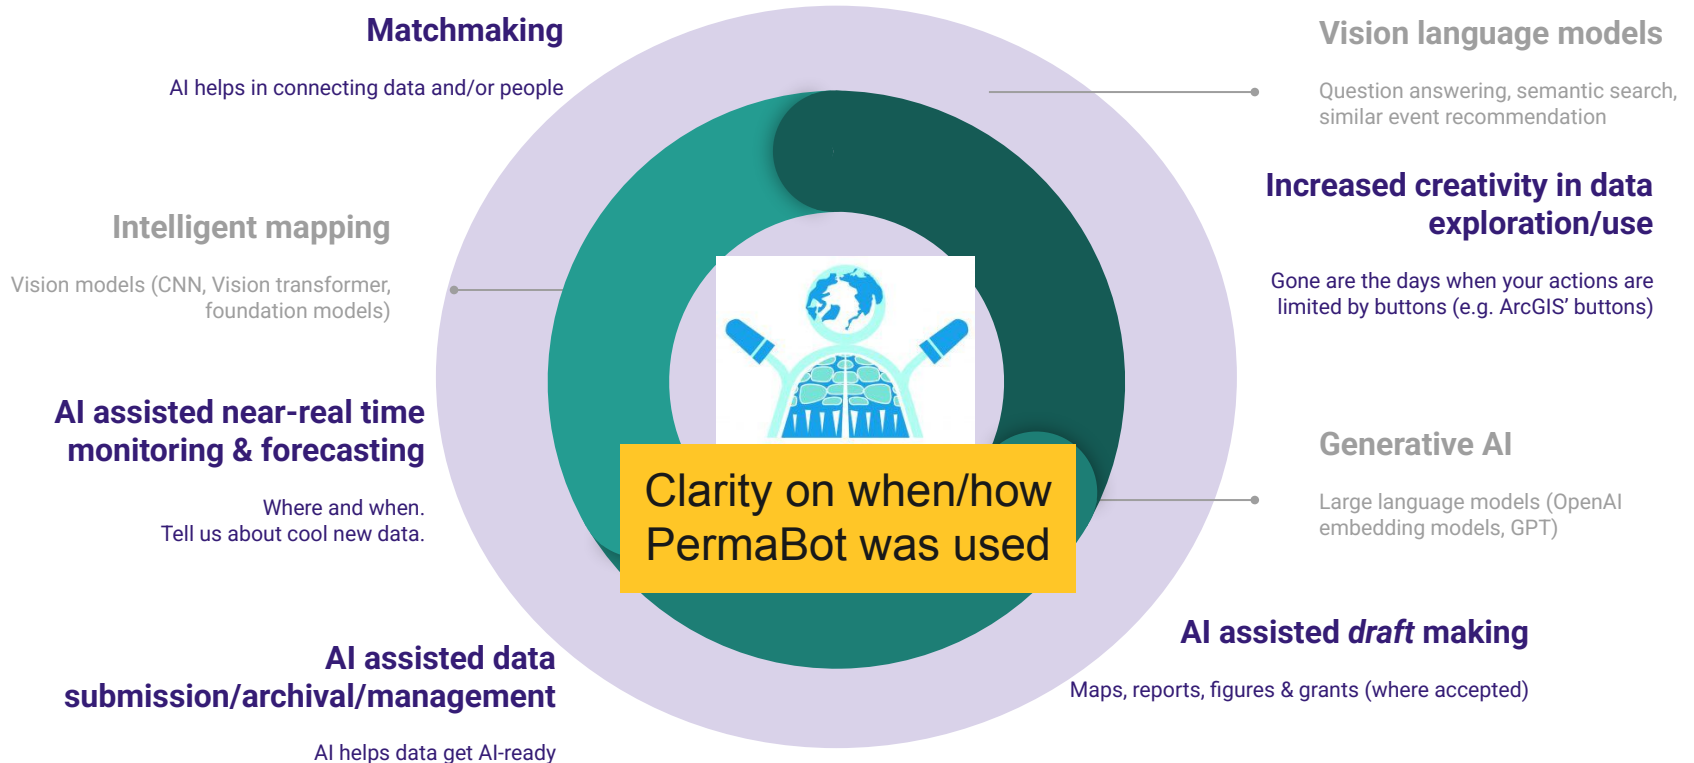 Matchmaking
AI helps in connecting data and/or people
Vision language models
Question answering, semantic search,
similar event recommendation
Increased creativity in data
exploration/use
Gone are the days when your actions are
limited by buttons (e.g. ArcGIS’ buttons)
Intelligent mapping
Vision models (CNN, Vision transformer,
foundation models)
AI assisted near-real time
monitoring & forecasting
Where and when.
Tell us about cool new data.
Clarity on when/how
PermaBot was used
Generative AI
Large language models (OpenAI
embedding models, GPT)
AI assisted draft making
Maps, reports, figures & grants (where accepted)
AI assisted data
submission/archival/management
AI helps data get AI-ready